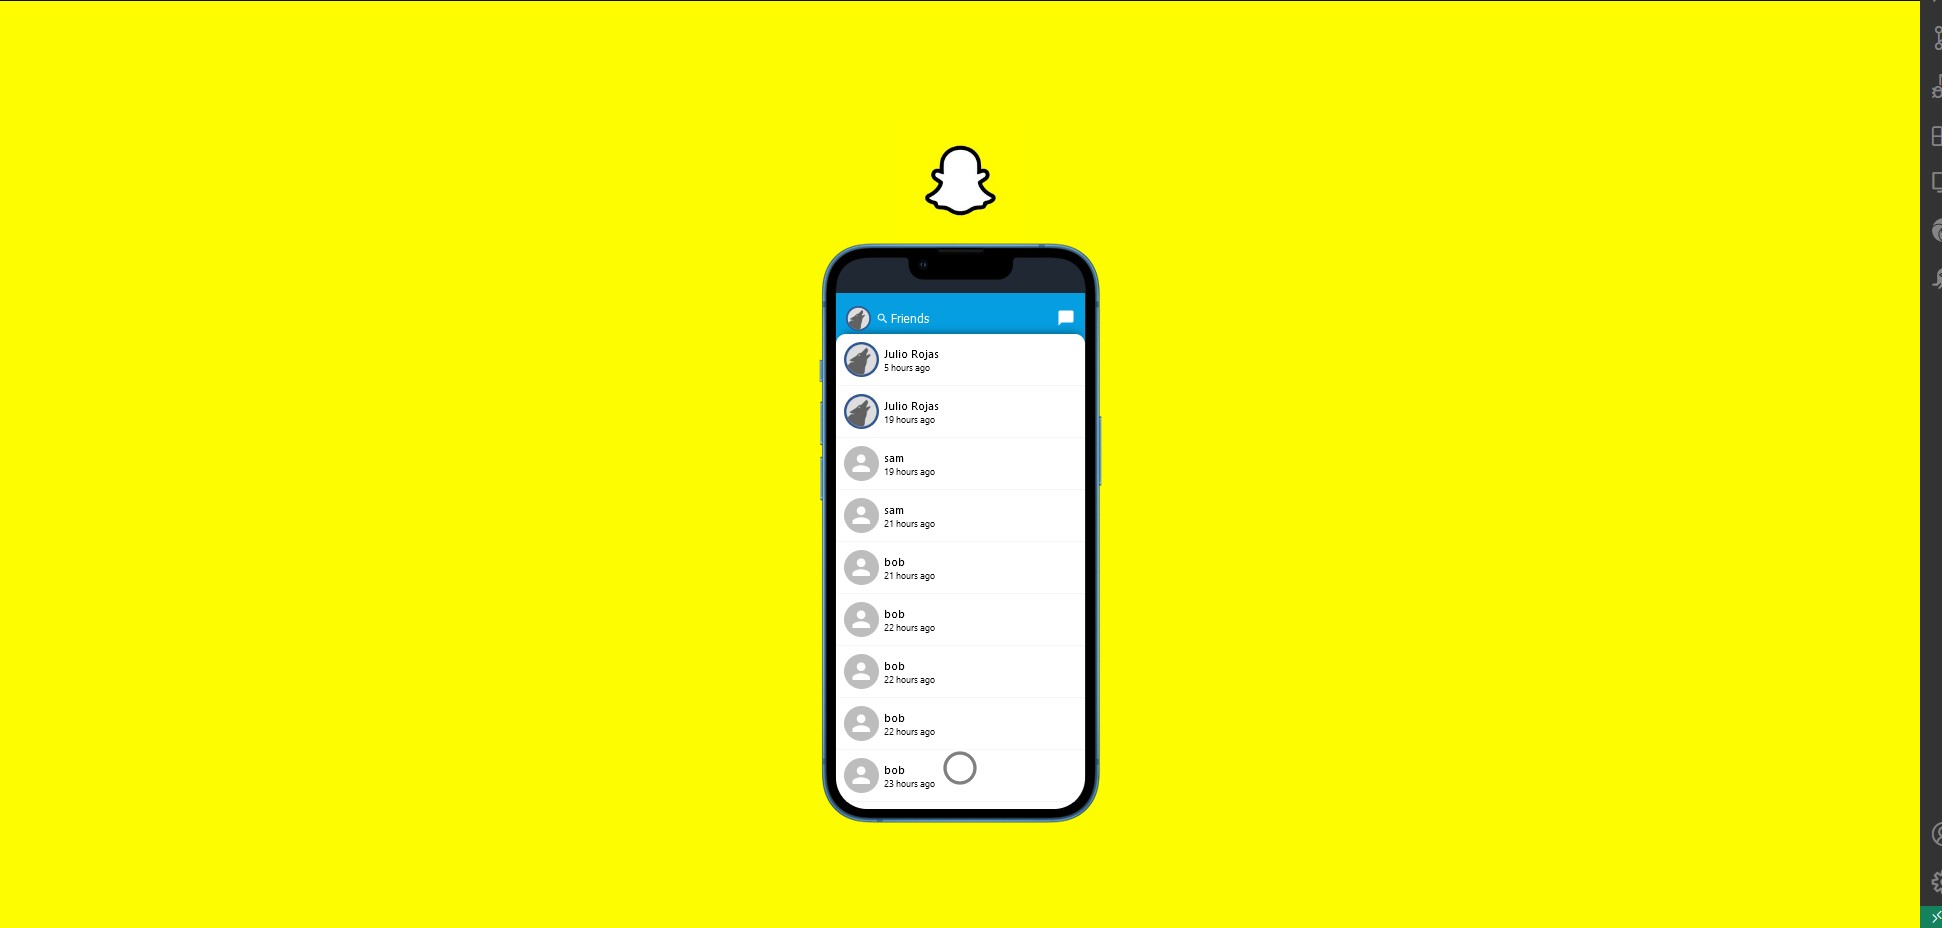 Friends
Julio Rojas
5 hours ago
Julio Rojas
19 hours ago
sam
19 hours ago
sam
21 hours ago
bob
21 hours ago
bob
22 hours ago
bob
22 hours ago
bob
22 hours ago
bob
23 hours ago